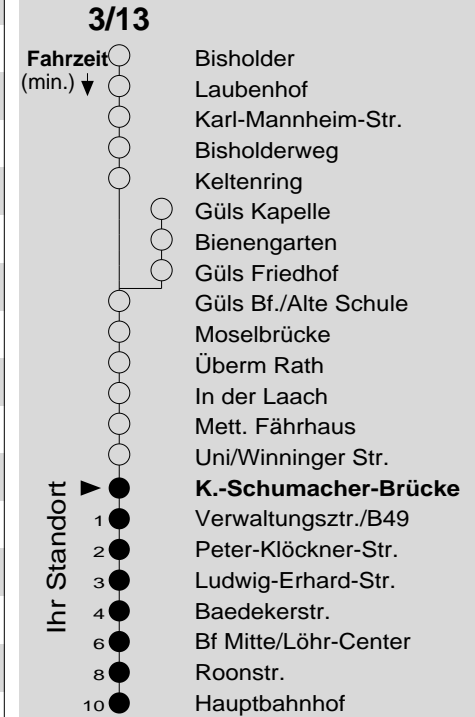 3/13
Fahrzeit Bisholder
(min.) Laubenhof
Karl-Mannheim-Str.
Bisholderweg
Keltenring
Güls Kapelle
Bienengarten
Güls Friedhof
Güls Bf./Alte Schule
Moselbrücke
Überm Rath
In der Laach
Mett. Fährhaus
Uni/Winninger Str.
Ihr Standort
K.-Schumacher-Brücke
1 Verwaltungsztr./B49
2 Peter-Klöckner-Str.
3 Ludwig-Erhard-Str.
4 Baedekerstr.
6 Bf Mitte/Löhr-Center
8 Roonstr.
10 Hauptbahnhof